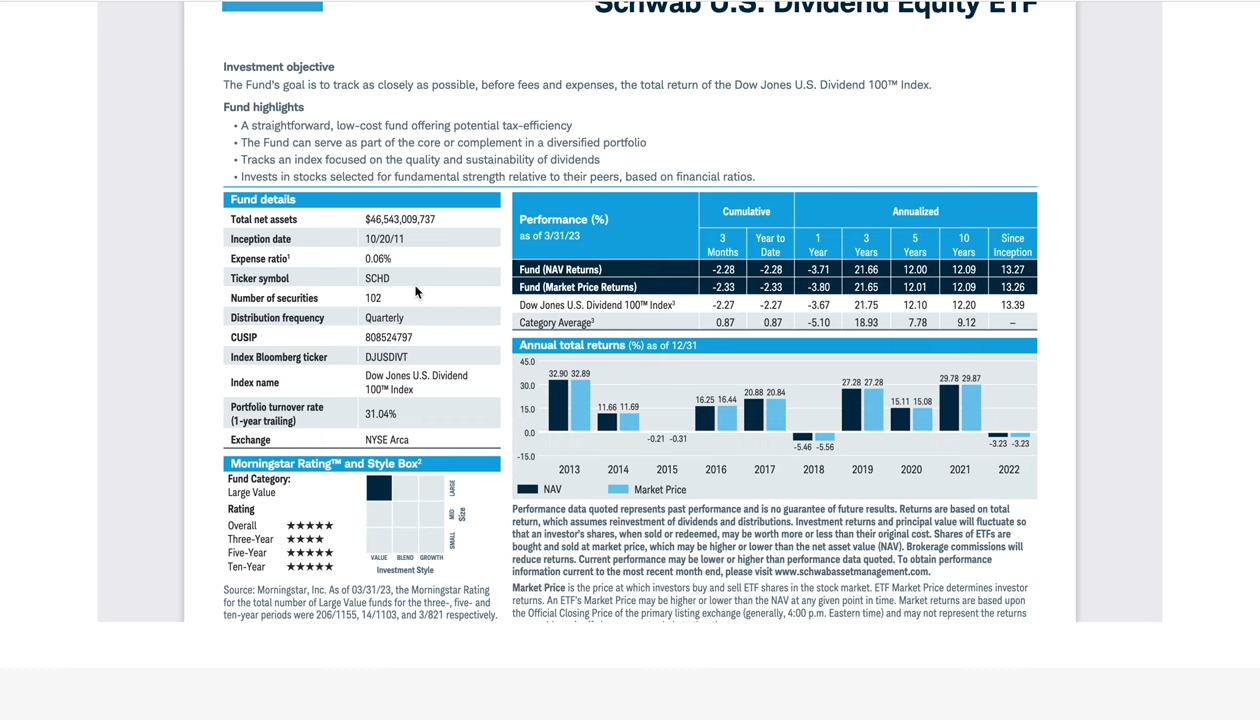 Schwab U.S. Dividend Equity ETF
Investment objective
The Fund's goal is to track as closely as possible, before fees and expenses, the total return of the Dow Jones U.S. Dividend 100™ Index.
Fund highlights
• A straightforward, low-cost fund offering potential tax-efficiency
• The Fund can serve as part of the core or complement in a diversified portfolio
• Tracks an index focused on the quality and sustainability of dividends
• Invests in stocks selected for fundamental strength relative to their peers, based on financial ratios.
Fund details
Total net assets $46,543,009,737
Inception date 10/20/11
Expense ratio¹ 0.06%
Ticker symbol SCHD
Number of securities 102
Distribution frequency Quarterly
CUSIP 808524797
Index Bloomberg ticker DJUSDIVT
Index name Dow Jones U.S. Dividend
100™ Index
Portfolio turnover rate
(1-year trailing) 31.04%
Exchange NYSE Arca
Morningstar Rating™ and Style Box²
Fund Category:
Large Value
Rating
Overall ★★★★★
Three-Year ★★★★
Five-Year ★★★★★
Ten-Year ★★★★★
LARGE
MID
SMALL
Size
VALUE BLEND GROWTH
Investment Style
Source: Morningstar, Inc. As of 03/31/23, the Morningstar Rating
for the total number of Large Value funds for the three-, five- and
ten-year periods were 206/1155, 14/1103, and 3/821 respectively.
Performance (%)
as of 3/31/23
Cumulative Annualized
3 Months Year to Date 1 Year 3 Years 5 Years 10 Years Since Inception
Fund (NAV Returns) -2.28 -2.28 -3.71 21.66 12.00 12.09 13.27
Fund (Market Price Returns) -2.33 -2.33 -3.80 21.65 12.01 12.09 13.26
Dow Jones U.S. Dividend 100™ Index³ -2.27 -2.27 -3.67 21.75 12.10 12.20 13.39
Category Average³ 0.87 0.87 -5.10 18.93 7.78 9.12 –
Annual total returns (%) as of 12/31
45.0
30.0
15.0
0.0
-15.0
32.90 32.89
11.66 11.69
-0.21 -0.31
16.25 16.44
20.88 20.84
-5.46 -5.56
27.28 27.28
15.11 15.08
29.78 29.87
-3.23 -3.23
2013 2014 2015 2016 2017 2018 2019 2020 2021 2022
NAV Market Price
Performance data quoted represents past performance and is no guarantee of future results. Returns are based on total
return, which assumes reinvestment of dividends and distributions. Investment returns and principal value will fluctuate so
that an investor's shares, when sold or redeemed, may be worth more or less than their original cost. Shares of ETFs are
bought and sold at market price, which may be higher or lower than the net asset value (NAV). Brokerage commissions will
reduce returns. Current performance may be lower or higher than performance data quoted. To obtain performance
information current to the most recent month end, please visit www.schwabassetmanagement.com.
Market Price is the price at which investors buy and sell ETF shares in the stock market. ETF Market Price determines investor
returns. An ETF's Market Price may be higher or lower than the NAV at any given point in time. Market returns are based upon
the Official Closing Price of the primary listing exchange (generally, 4:00 p.m. Eastern time) and may not represent the returns